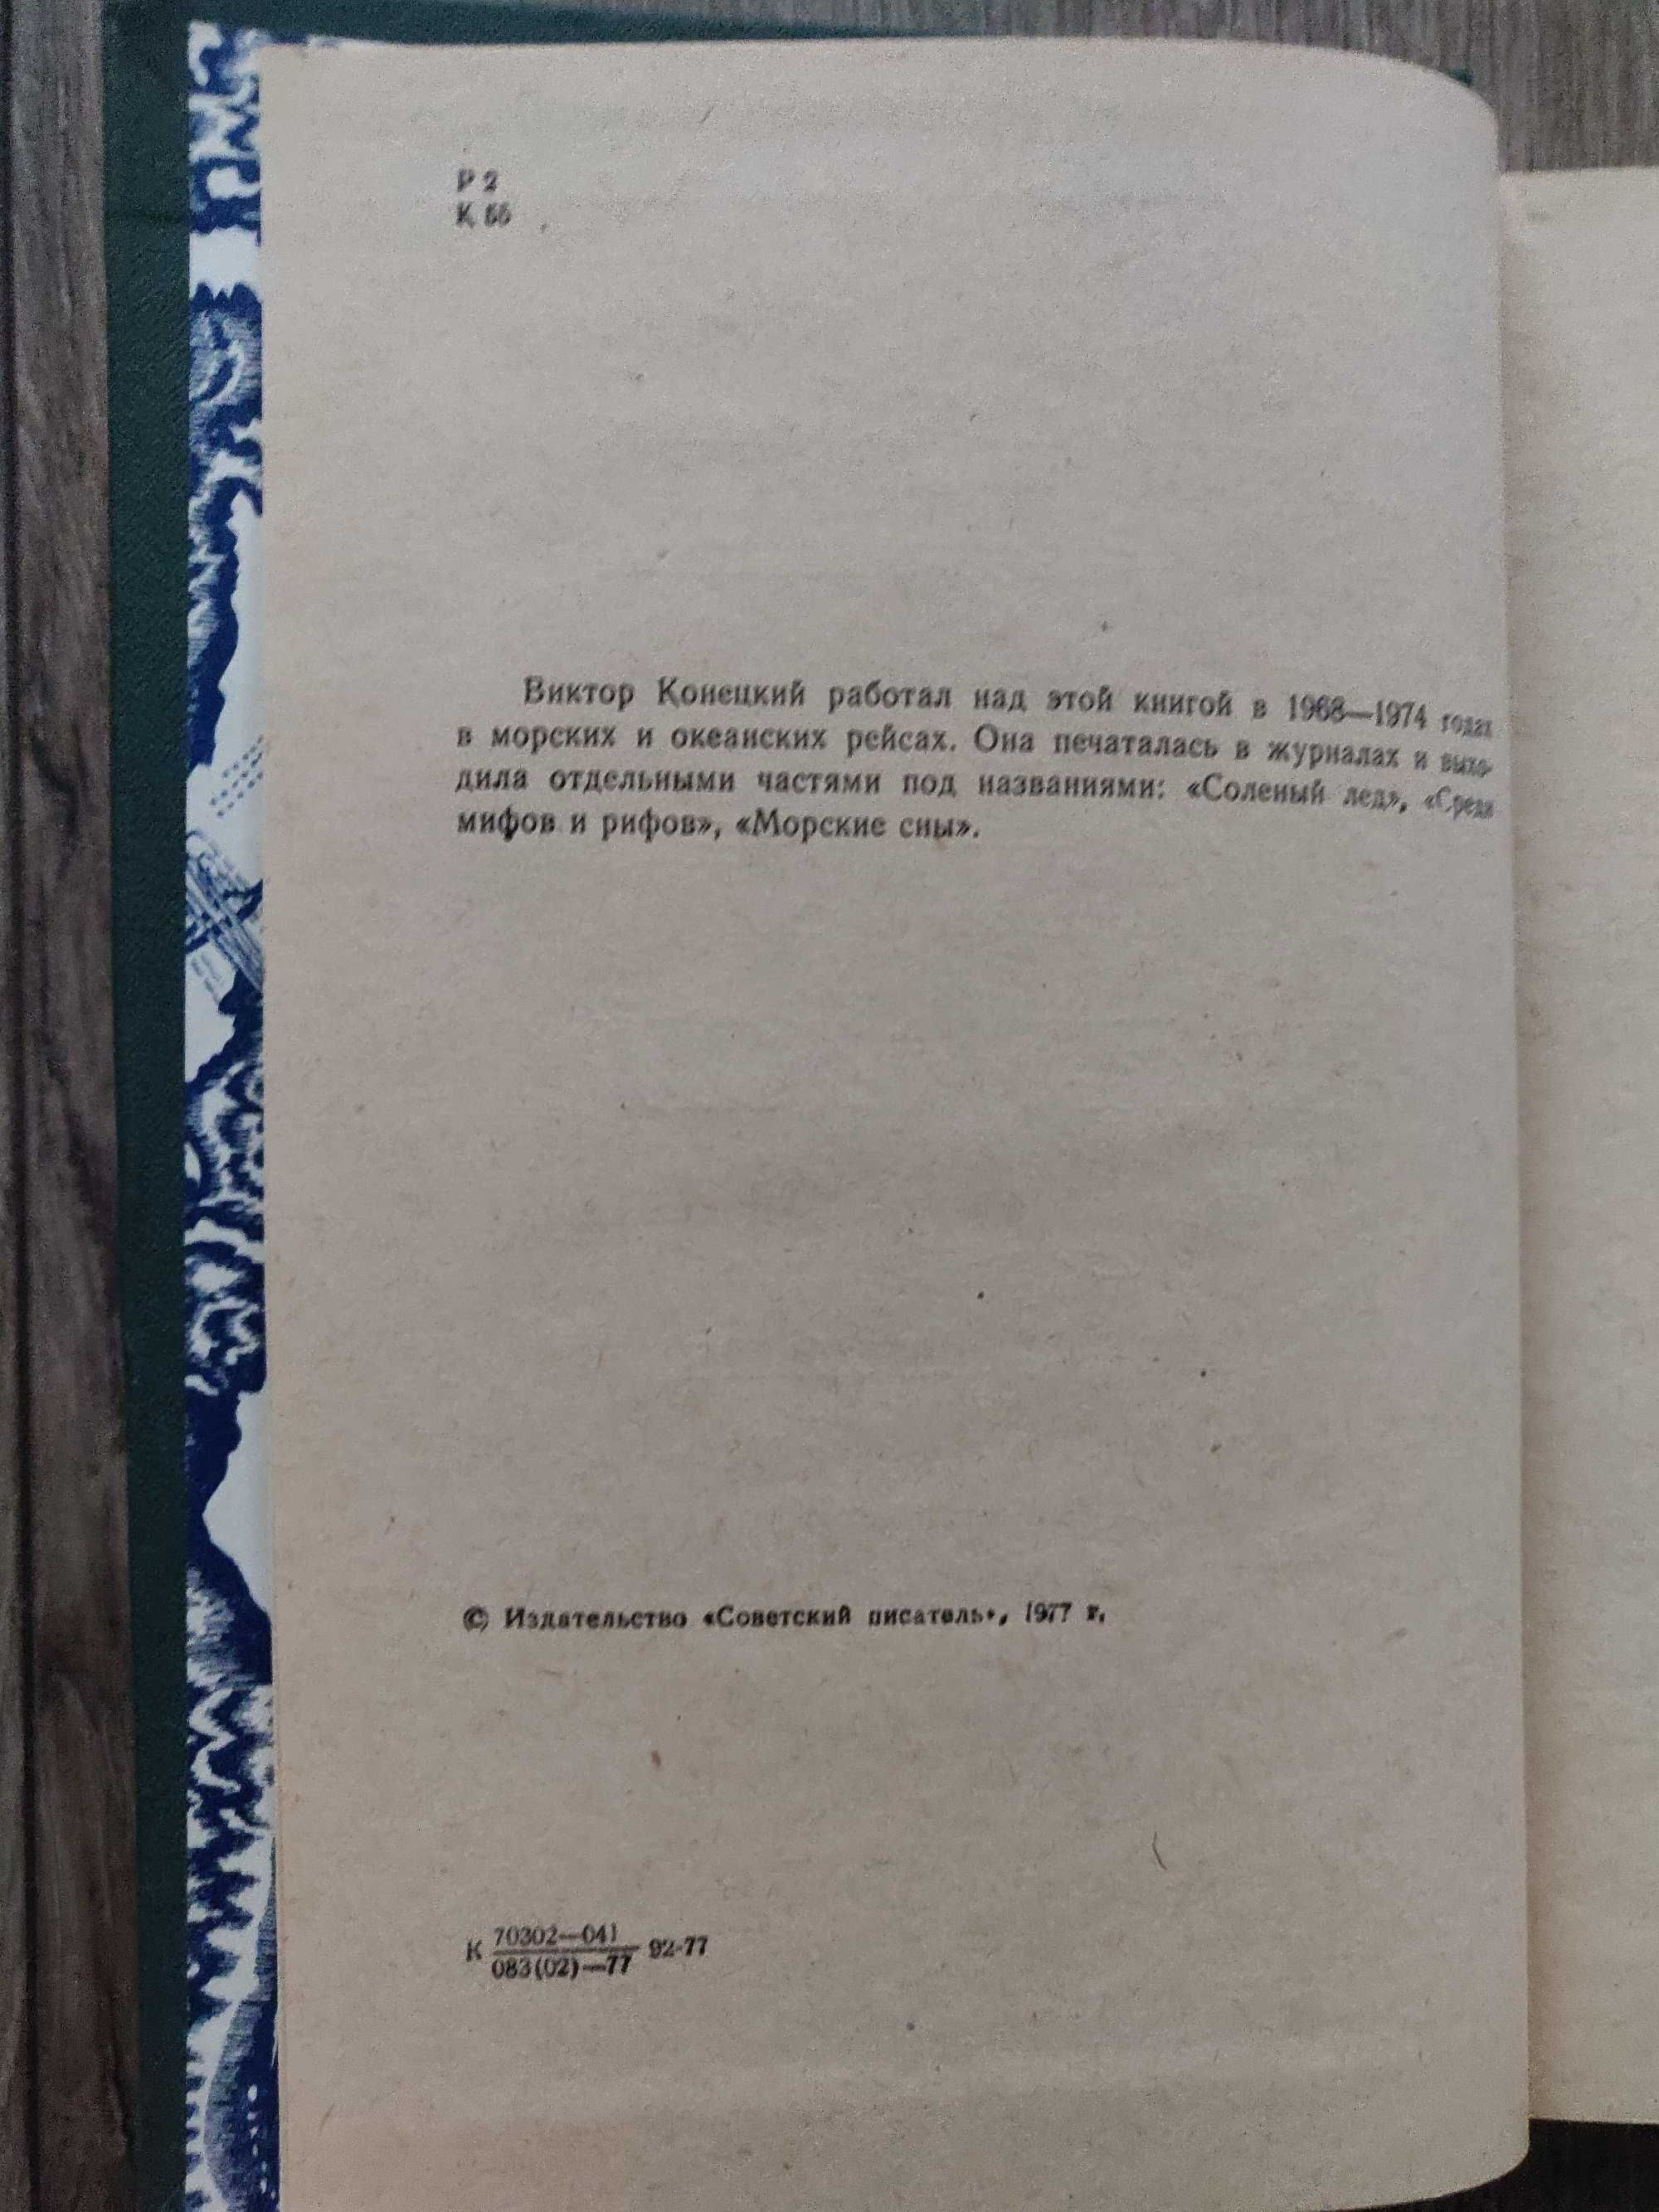 Р 2
К 55
Виктор Конецкий работал над этой книгой в 1968—1974 годах
в морских и океанских рейсах. Она печаталась в журналах и выхо-
дила отдельными частями под названиями: «Соленый лед», «Среди
мифов и рифов», «Морские сны».
© Издательство «Советский писатель», 1977 г.
К 70302—041 / 083(02)—77 92-77